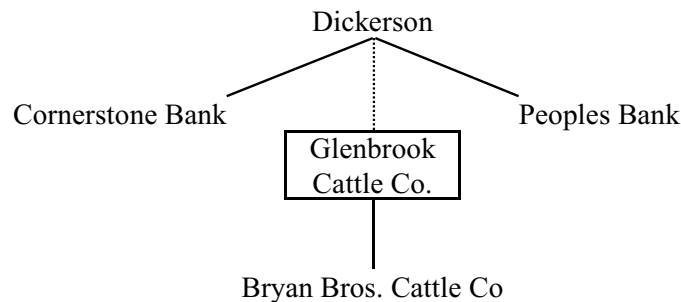 Dickerson
Cornerstone Bank
Peoples Bank
Glenbrook
Cattle Co.
Bryan Bros. Cattle Co